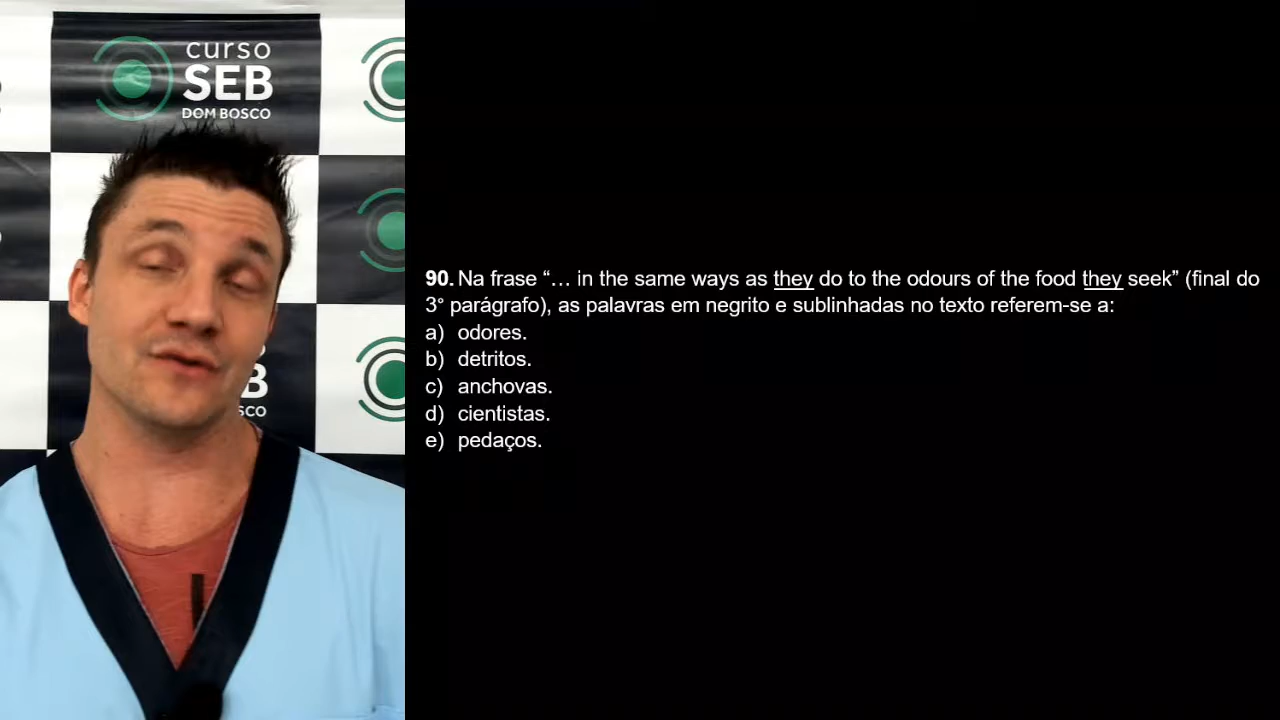 curso
SEB
DOM BOSCO
B
SCO
90. Na frase “… in the same ways as they do to the odours of the food they seek” (final do
3° parágrafo), as palavras em negrito e sublinhadas no texto referem-se a:
a) odores.
b) detritos.
c) anchovas.
d) cientistas.
e) pedaços.